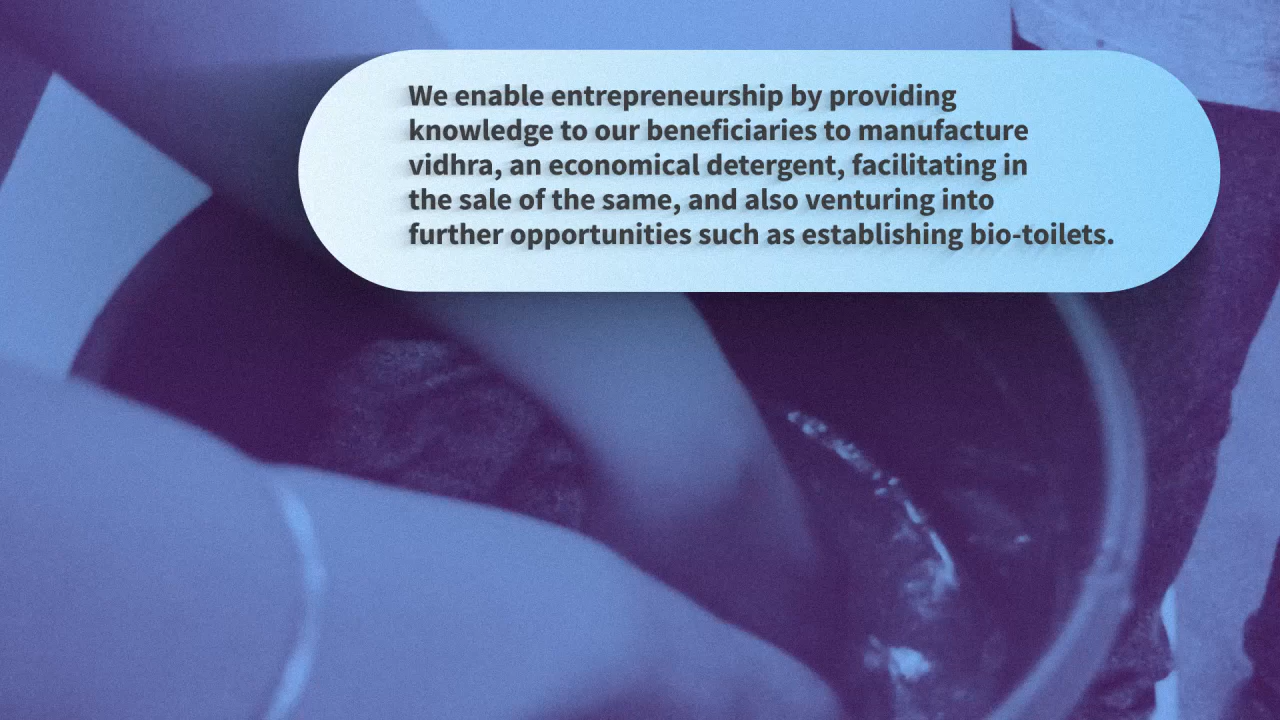 We enable entrepreneurship by providing
knowledge to our beneficiaries to manufacture
vidhra, an economical detergent, facilitating in
the sale of the same, and also venturing into
further opportunities such as establishing bio-toilets.